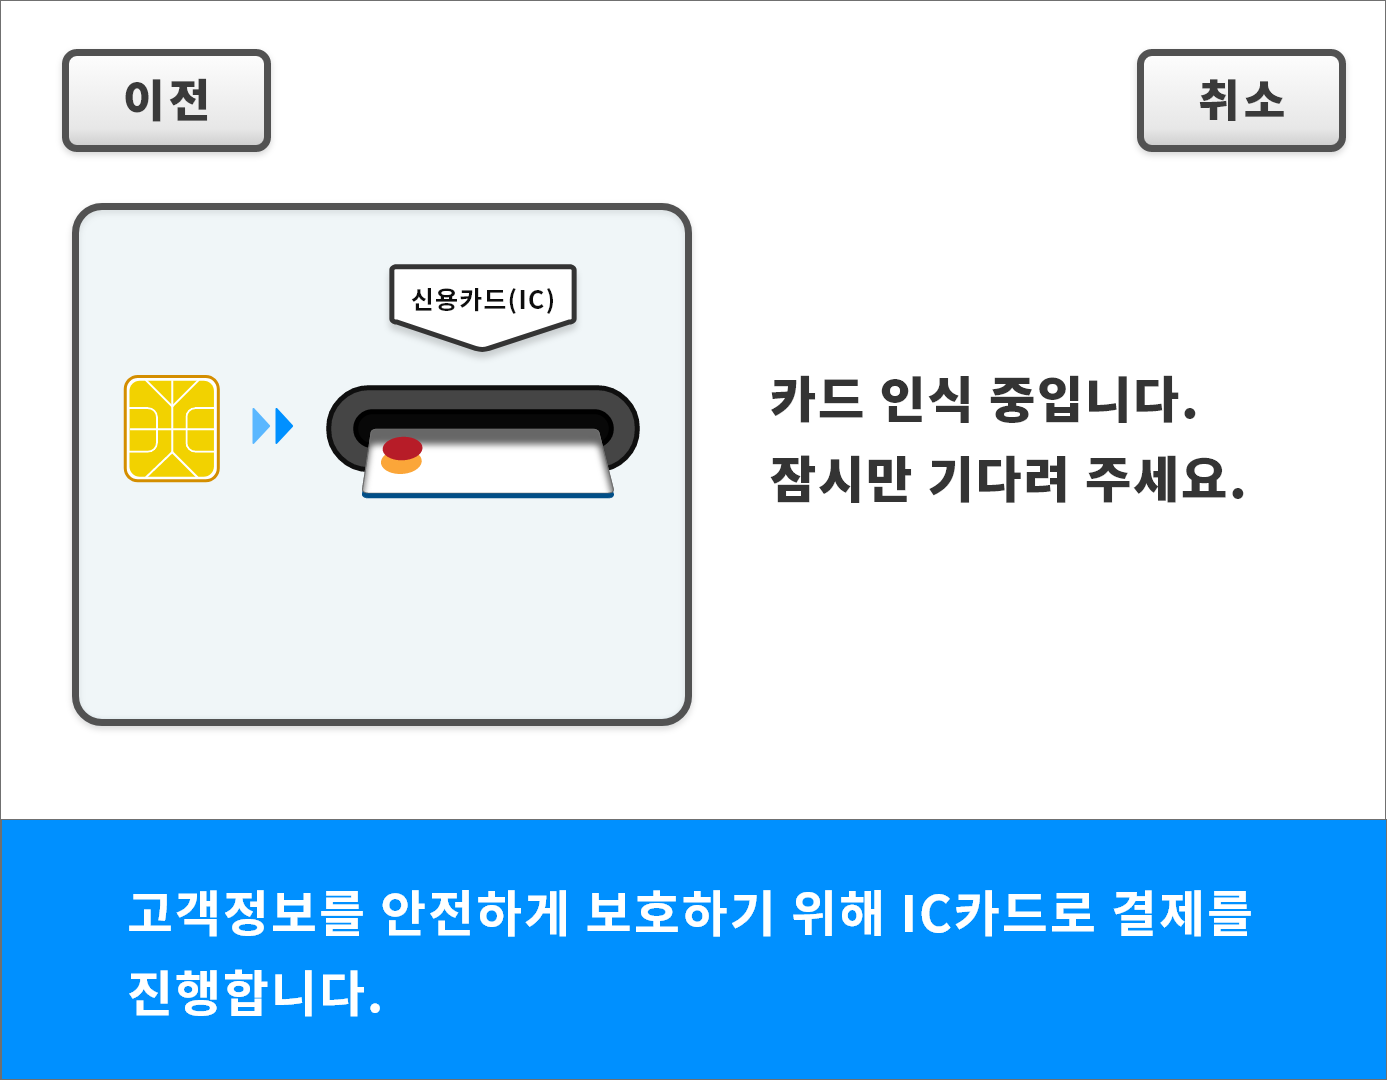 이전
취소
신용카드(IC)
카드 인식 중입니다.
잠시만 기다려 주세요.
고객정보를 안전하게 보호하기 위해 IC카드로 결제를
진행합니다.